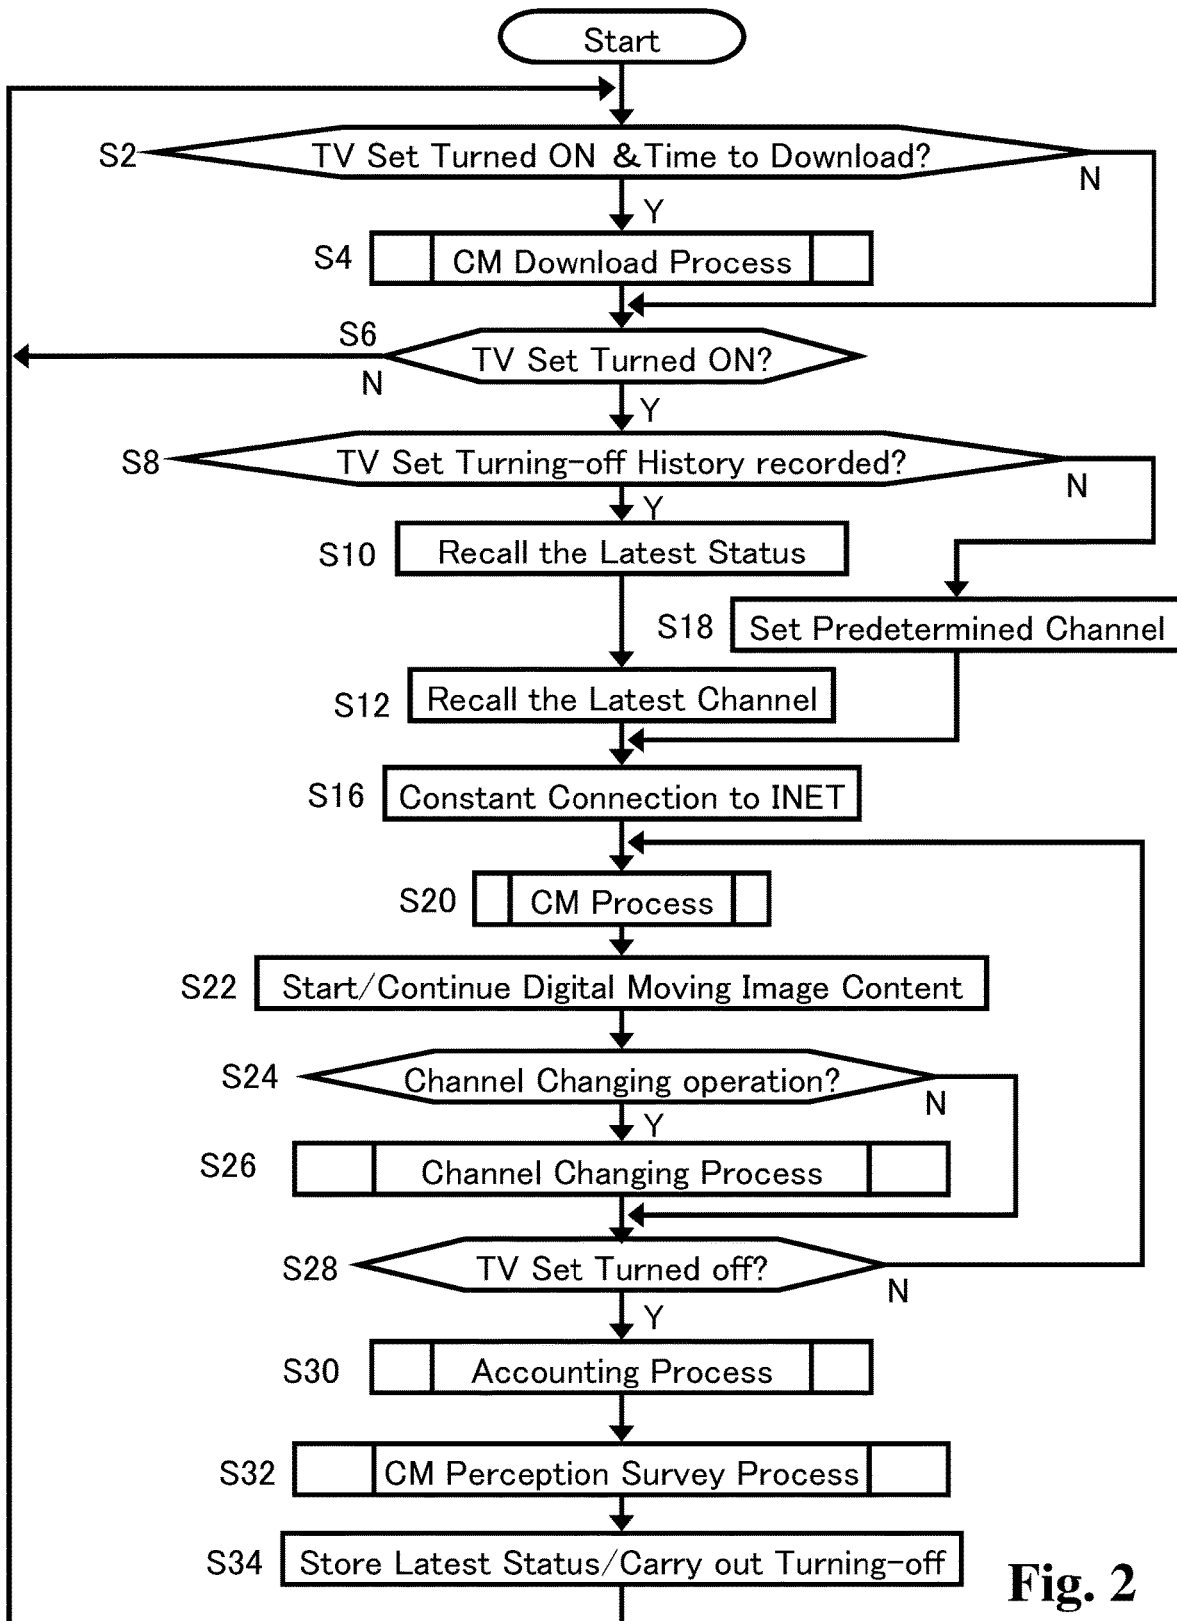 Start
S2
TV Set Turned ON &Time to Download?
N
Y
S4
CM Download Process
S6
TV Set Turned ON?
N
Y
S8
TV Set Turning-off History recorded?
N
Y
S10
Recall the Latest Status
S18
Set Predetermined Channel
S12
Recall the Latest Channel
S16
Constant Connection to INET
S20
CM Process
S22
Start/Continue Digital Moving Image Content
S24
Channel Changing operation?
N
Y
S26
Channel Changing Process
S28
TV Set Turned off?
N
Y
S30
Accounting Process
S32
CM Perception Survey Process
S34
Store Latest Status/Carry out Turning-off
Fig. 2